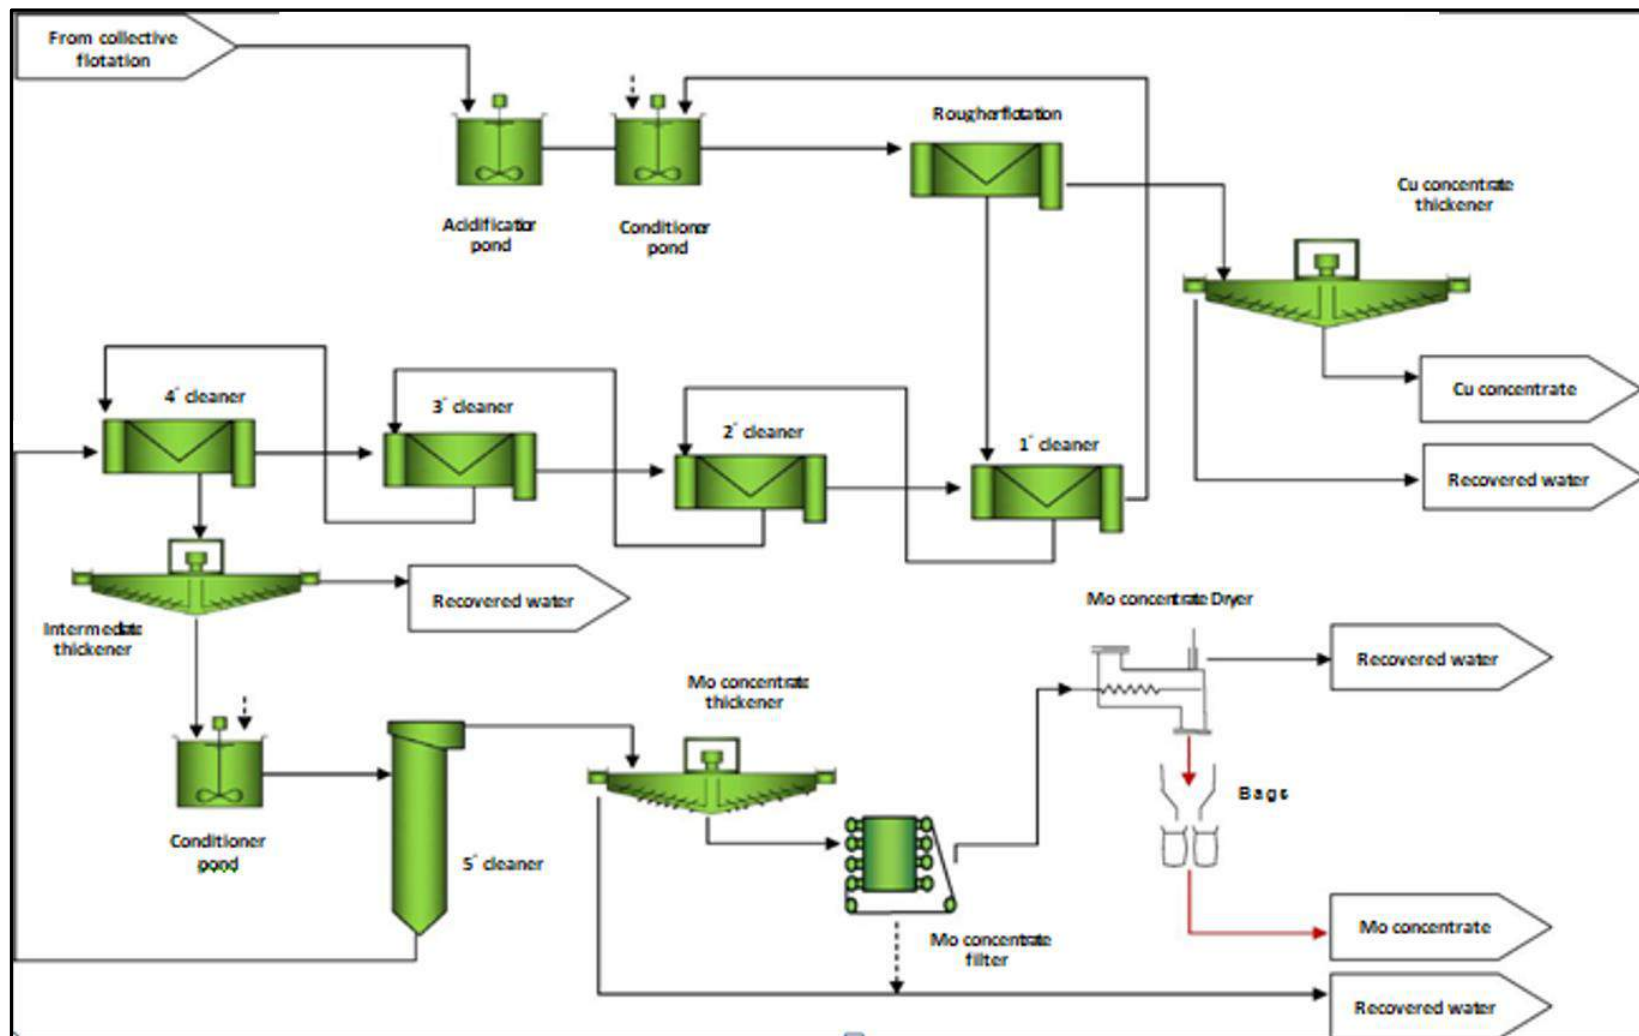 From collective
flotation
Rougherflotation
Cu concentrate
thickener
Acidification
pond
Conditioner
pond
4° cleaner
3° cleaner
2° cleaner
1° cleaner
Cu concentrate
Recovered water
Recovered water
Intermediate
thickener
Mo concentrate Dryer
Recovered water
Mo concentrate
thickener
Bags
Conditioner
pond
5° cleaner
Mo concentrate
filter
Mo concentrate
Recovered water